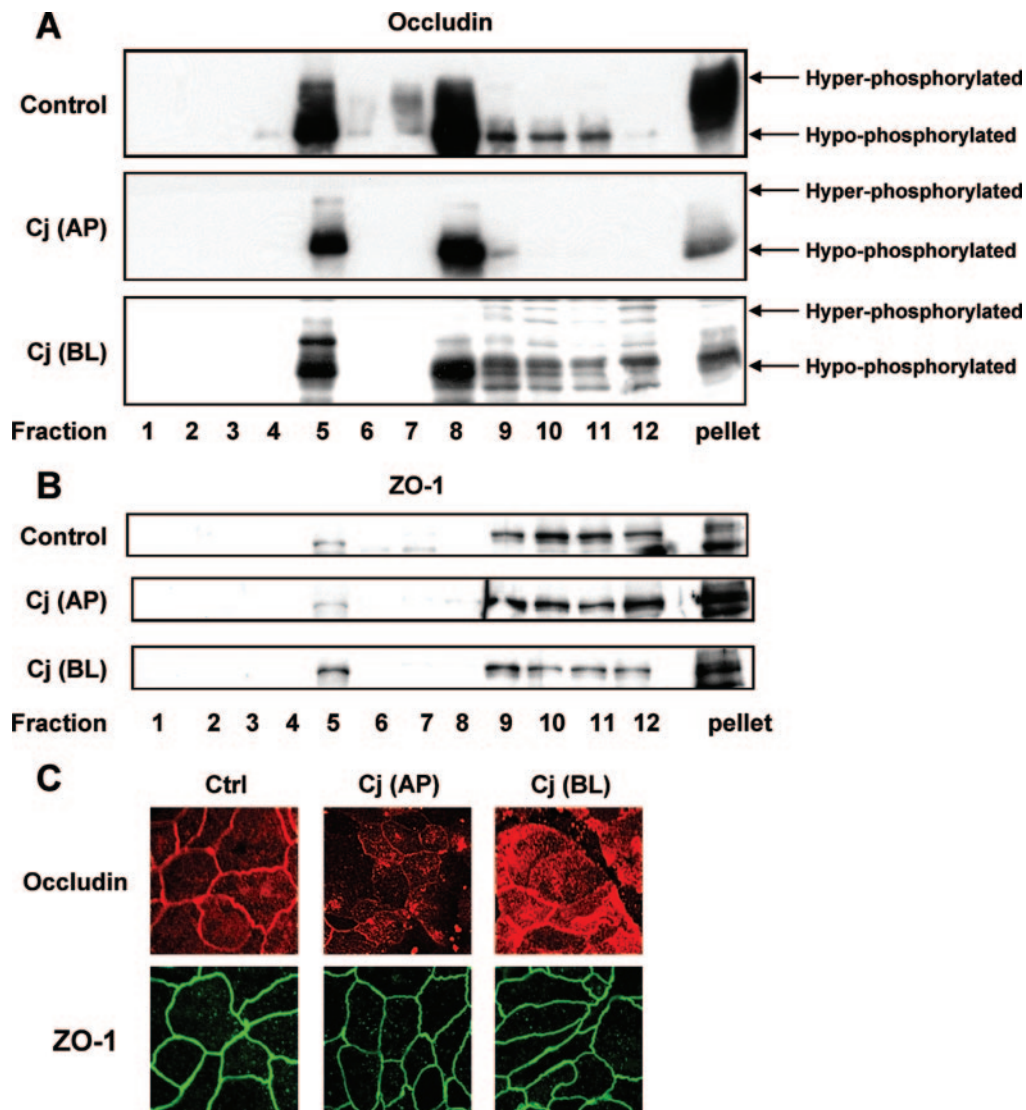 A
Occludin
Control
Hyper-phosphorylated
Hypo-phosphorylated
Cj (AP)
Hyper-phosphorylated
Hypo-phosphorylated
Cj (BL)
Hyper-phosphorylated
Hypo-phosphorylated
Fraction 1 2 3 4 5 6 7 8 9 10 11 12 pellet
B
ZO-1
Control
Cj (AP)
Cj (BL)
Fraction 1 2 3 4 5 6 7 8 9 10 11 12 pellet
C
Ctrl Cj (AP) Cj (BL)
Occludin
ZO-1